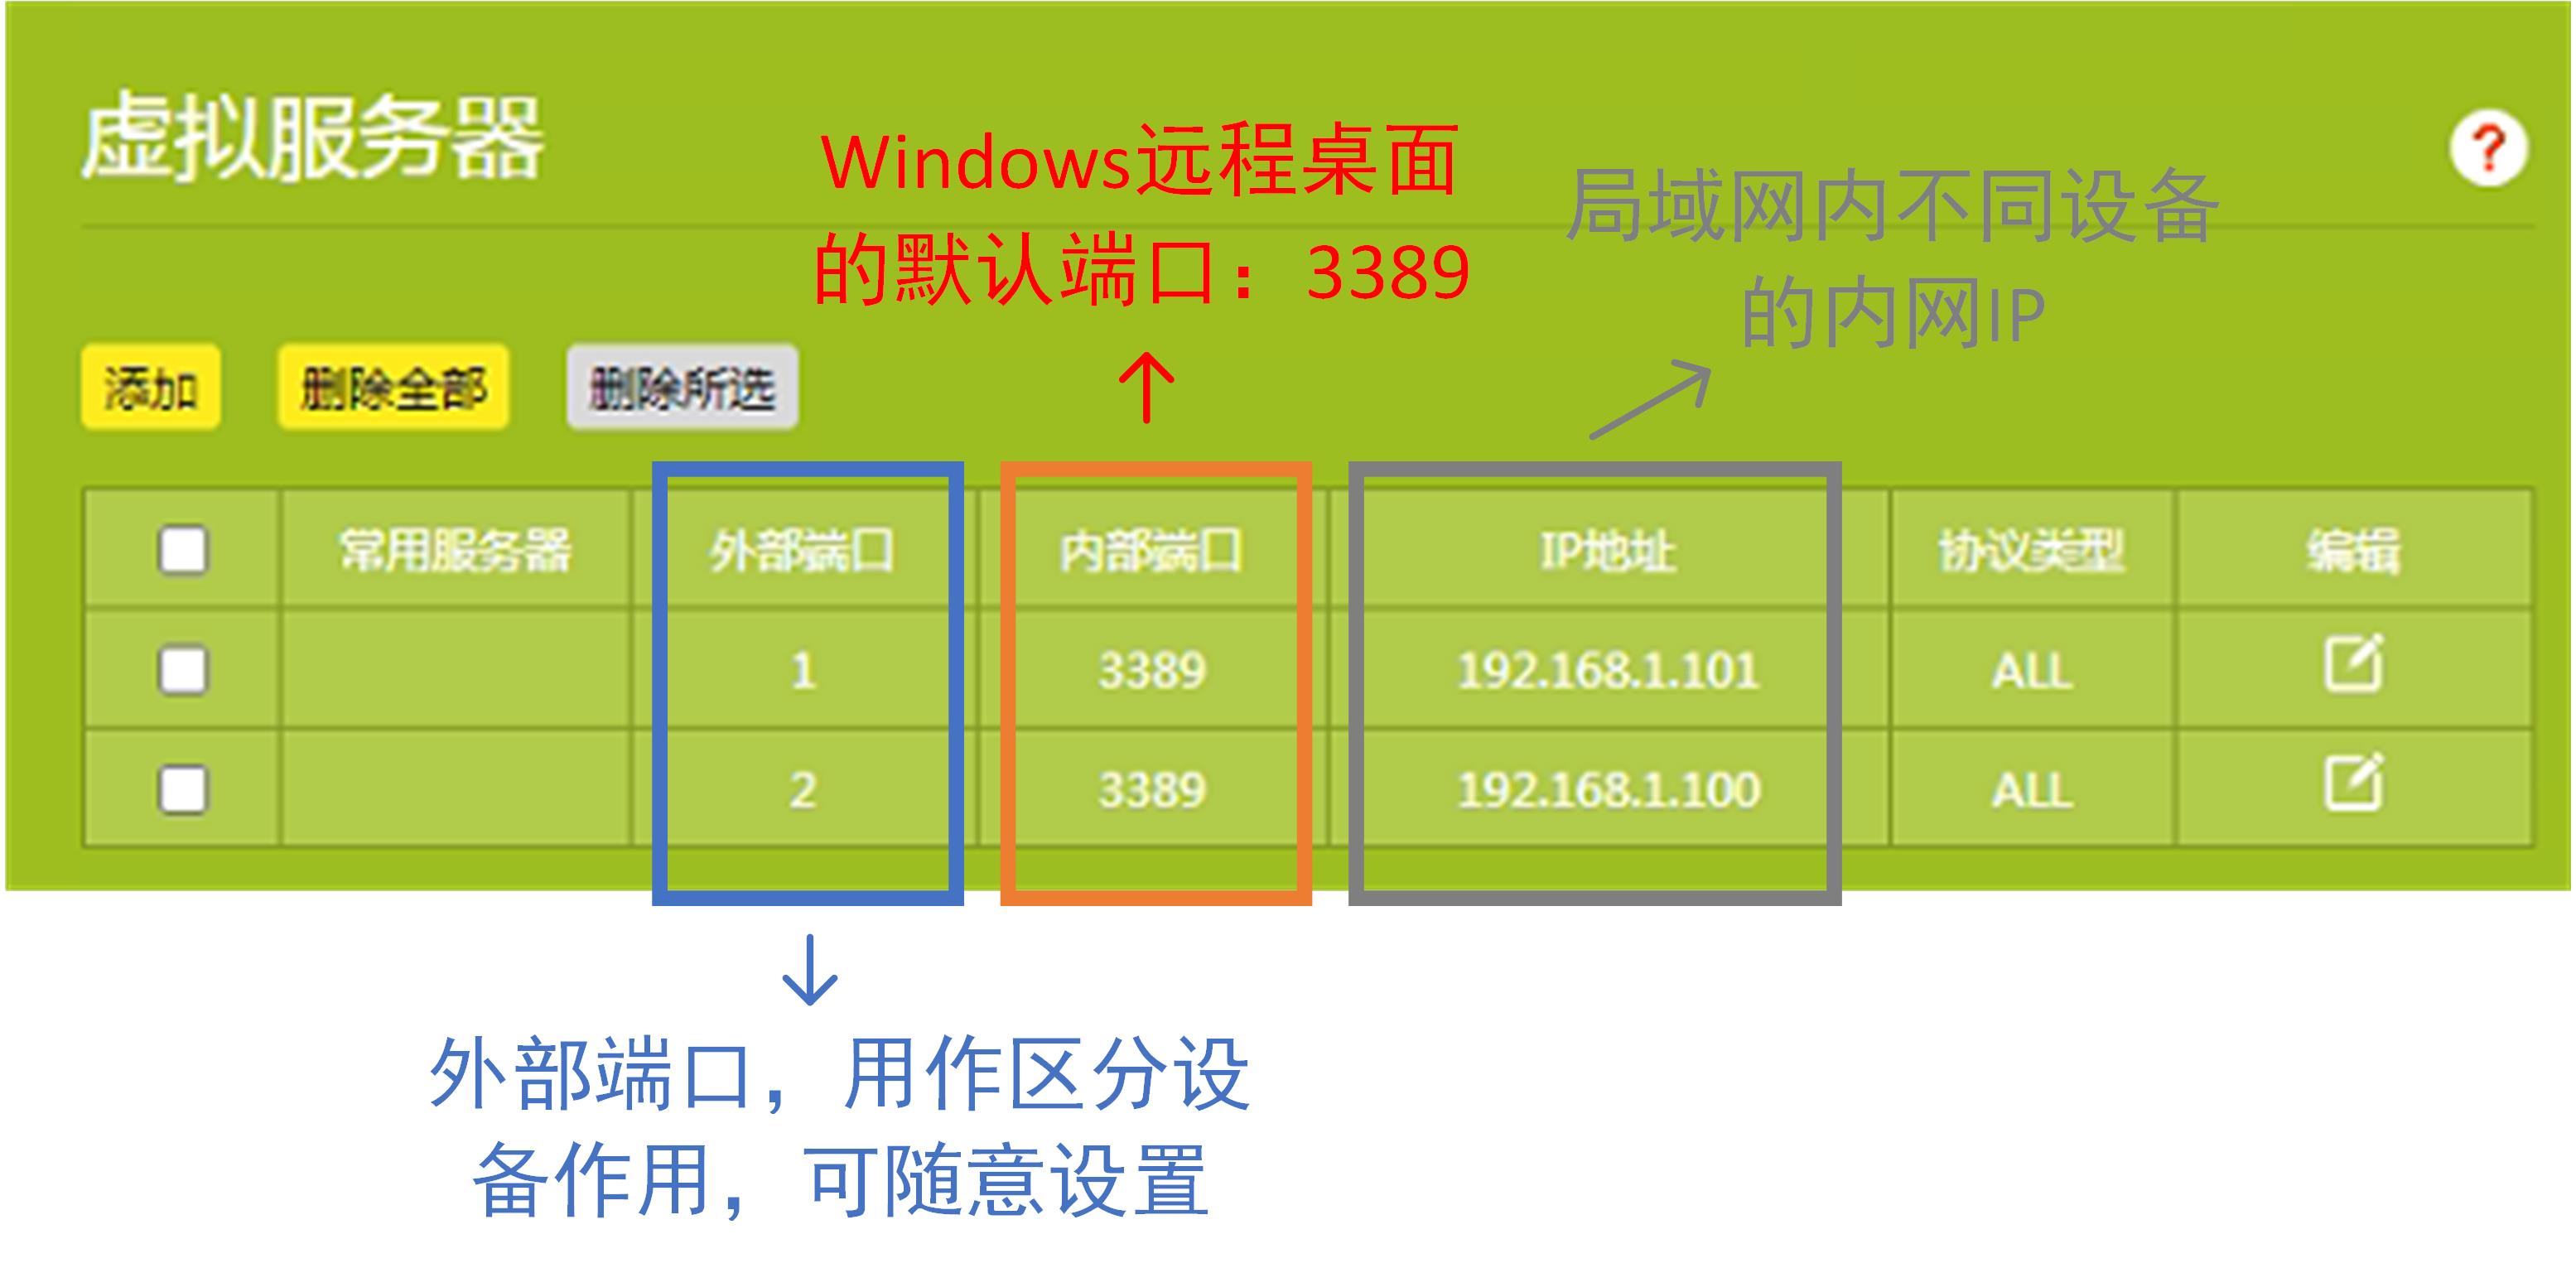 虚拟服务器
?
Windows远程桌面
的默认端口：3389
局域网内不同设备
的内网IP
添加 删除全部 删除所选
常用服务器 外部端口 内部端口 IP地址 协议类型 编辑
1 3389 192.168.1.101 ALL
2 3389 192.168.1.100 ALL
外部端口，用作区分设
备作用，可随意设置